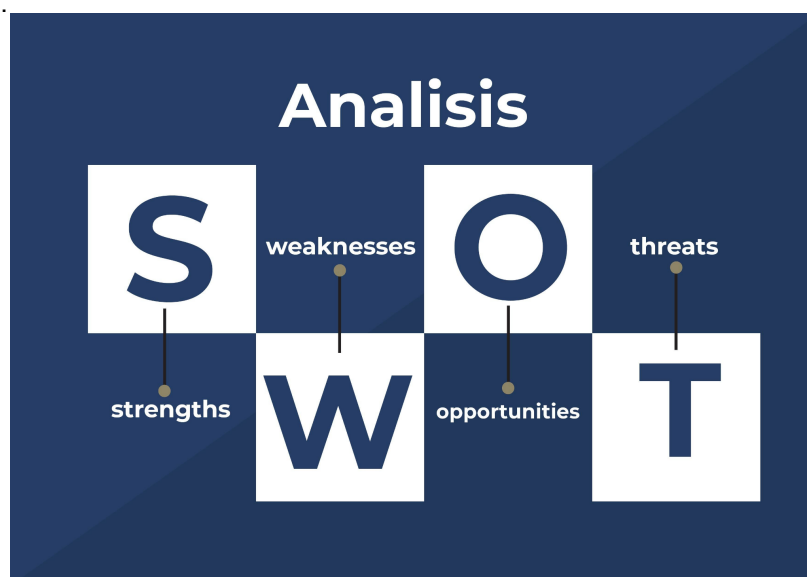 .
Analisis
S
weaknesses
O
threats
strengths
W
opportunities
T